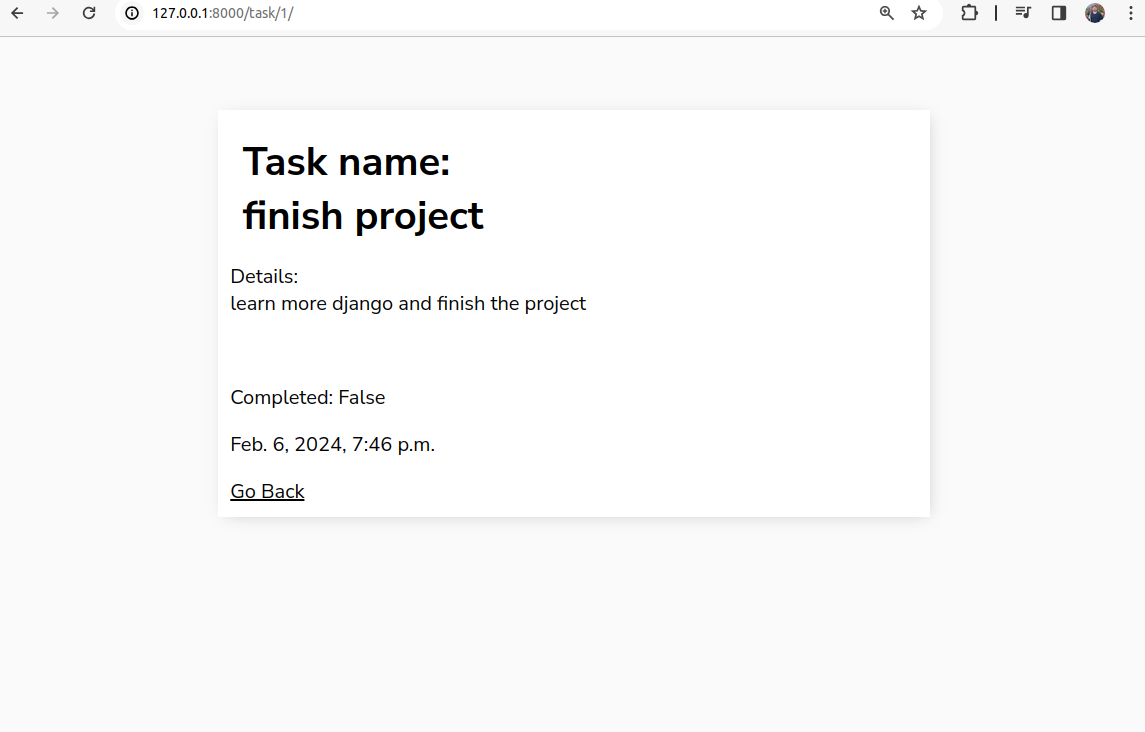 127.0.0.1:8000/task/1/
Task name:
finish project
Details:
learn more django and finish the project
Completed: False
Feb. 6, 2024, 7:46 p.m.
Go Back